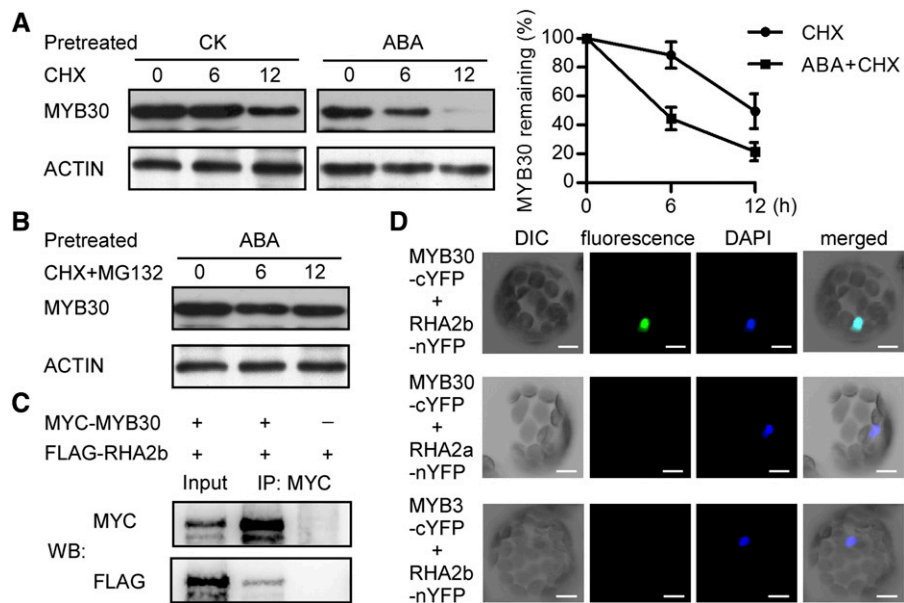 A
Pretreated CK ABA
CHX 0 6 12 0 6 12
MYB30
ACTIN
MYB30 remaining (%)
100
80
60
40
20
0
0 6 12 (h)
CHX
ABA+CHX
B
Pretreated ABA
CHX+MG132 0 6 12
MYB30
ACTIN
C
MYC-MYB30 + + –
FLAG-RHA2b + + +
Input IP: MYC
MYC
WB:
FLAG
D
DIC fluorescence DAPI merged
MYB30
-cYFP
+
RHA2b
-nYFP
MYB30
-cYFP
+
RHA2a
-nYFP
MYB3
-cYFP
+
RHA2b
-nYFP